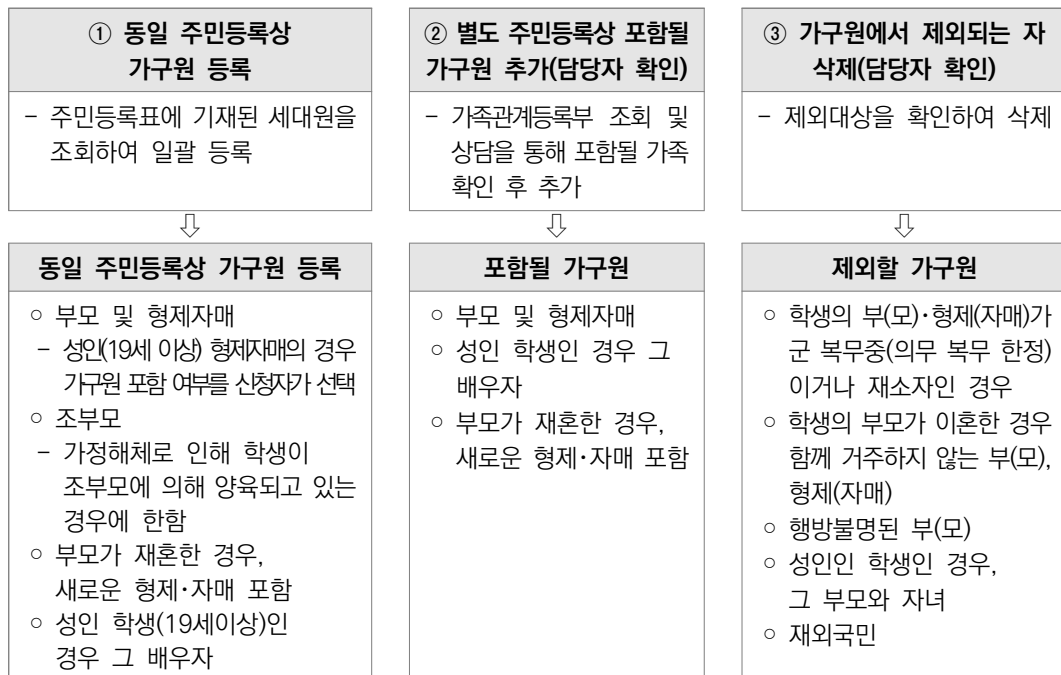 ① 동일 주민등록상
가구원 등록
- 주민등록표에 기재된 세대원을
조회하여 일괄 등록
⇩
동일 주민등록상 가구원 등록
○ 부모 및 형제자매
- 성인(19세 이상) 형제자매의 경우
가구원 포함 여부를 신청자가 선택
○ 조부모
- 가정해체로 인해 학생이
조부모에 의해 양육되고 있는
경우에 한함
○ 부모가 재혼한 경우,
새로운 형제·자매 포함
○ 성인 학생(19세이상)인
경우 그 배우자
② 별도 주민등록상 포함될
가구원 추가(담당자 확인)
- 가족관계등록부 조회 및
상담을 통해 포함될 가족
확인 후 추가
⇩
포함될 가구원
○ 부모 및 형제자매
○ 성인 학생인 경우 그
배우자
○ 부모가 재혼한 경우,
새로운 형제·자매 포함
③ 가구원에서 제외되는 자
삭제(담당자 확인)
- 제외대상을 확인하여 삭제
⇩
제외할 가구원
○ 학생의 부(모)·형제(자매)가
군 복무중(의무 복무 한정)
이거나 재소자인 경우
○ 학생의 부모가 이혼한 경우
함께 거주하지 않는 부(모),
형제(자매)
○ 행방불명된 부(모)
○ 성인인 학생인 경우,
그 부모와 자녀
○ 재외국민